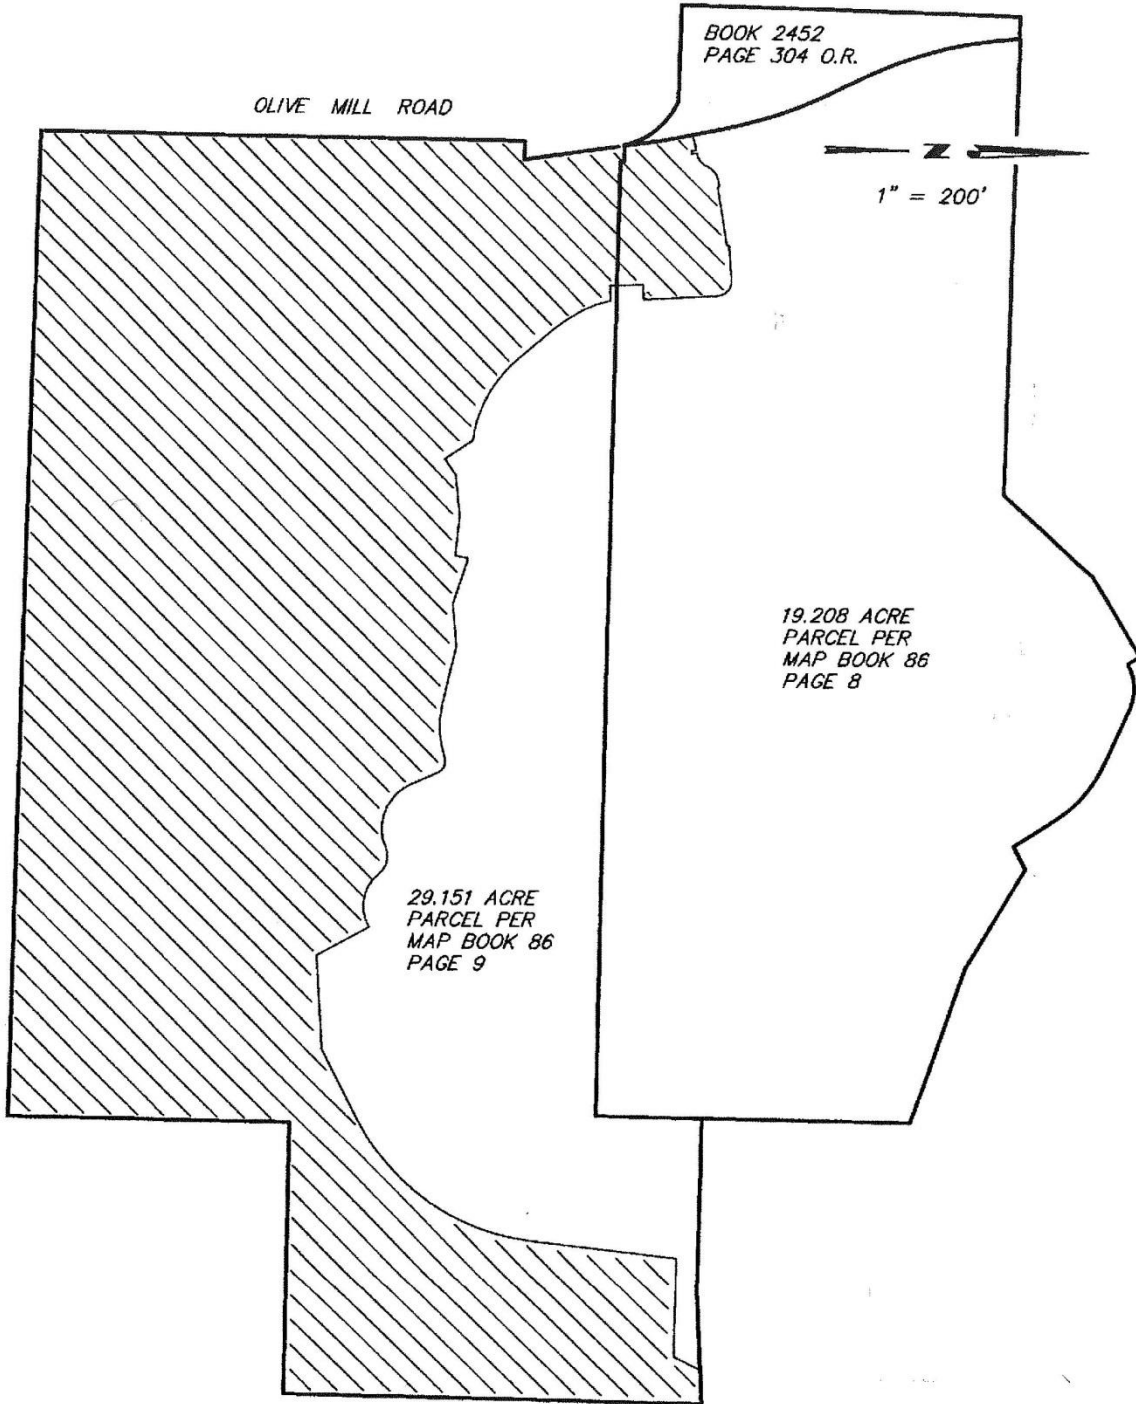 BOOK 2452
PAGE 304 O.R.
OLIVE MILL ROAD
N
1" = 200'
19.208 ACRE
PARCEL PER
MAP BOOK 86
PAGE 8
29.151 ACRE
PARCEL PER
MAP BOOK 86
PAGE 9